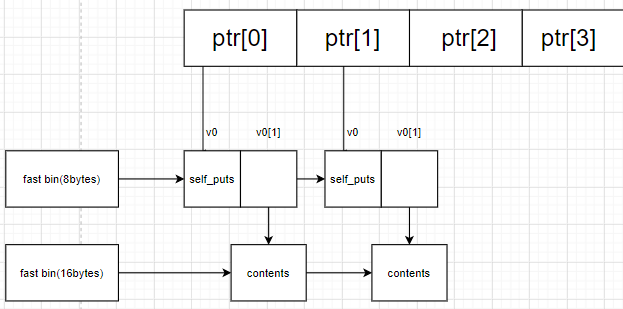 ptr[0] ptr[1] ptr[2] ptr[3]
v0 v0[1] v0 v0[1]
fast bin(8bytes) self_puts self_puts
fast bin(16bytes) contents contents